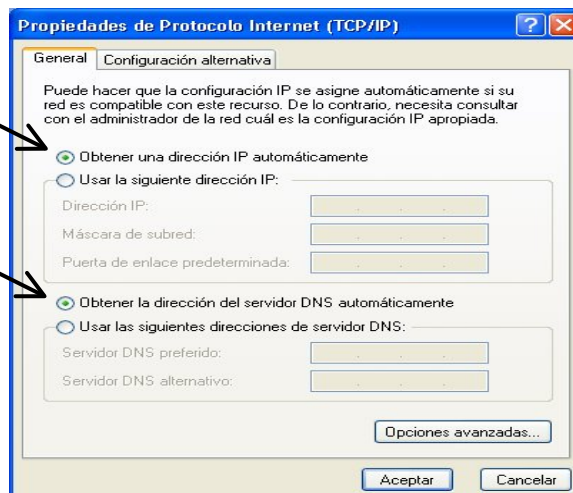 Propiedades de Protocolo Internet (TCP/IP)
General
Configuración alternativa
Puede hacer que la configuración IP se asigne automáticamente si su
red es compatible con este recurso. De lo contrario, necesita consultar
con el administrador de la red cuál es la configuración IP apropiada.
Obtener una dirección IP automáticamente
Usar la siguiente dirección IP:
Dirección IP:
Máscara de subred:
Puerta de enlace predeterminada:
Obtener la dirección del servidor DNS automáticamente
Usar las siguientes direcciones de servidor DNS:
Servidor DNS preferido:
Servidor DNS alternativo:
Opciones avanzadas...
Aceptar
Cancelar